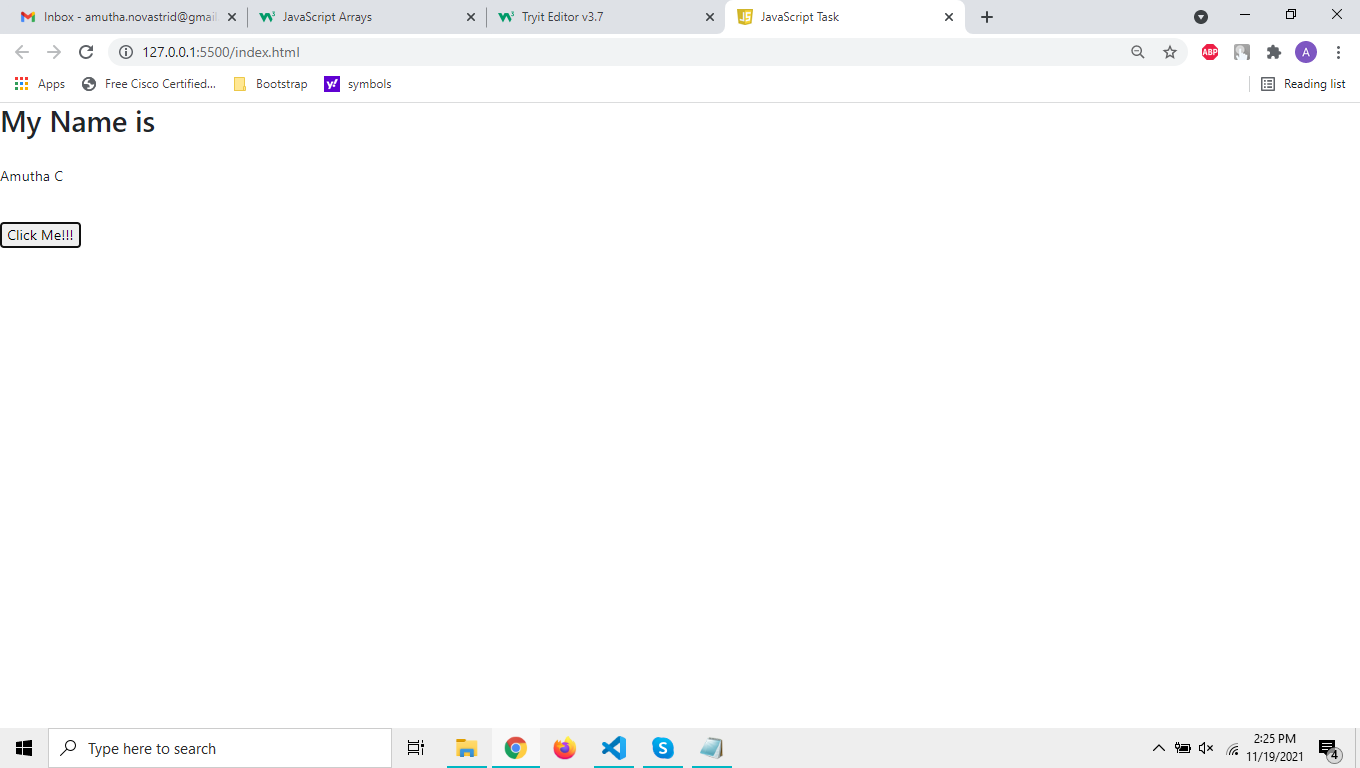 Inbox - amutha.novastrid@gmail
JavaScript Arrays
Tryit Editor v3.7
JS
JavaScript Task
127.0.0.1:5500/index.html
ABP
A
Apps
Free Cisco Certified...
Bootstrap
y!
symbols
Reading list
My Name is
Amutha C
Click Me!!!
Type here to search
S
2:25 PM
11/19/2021
4